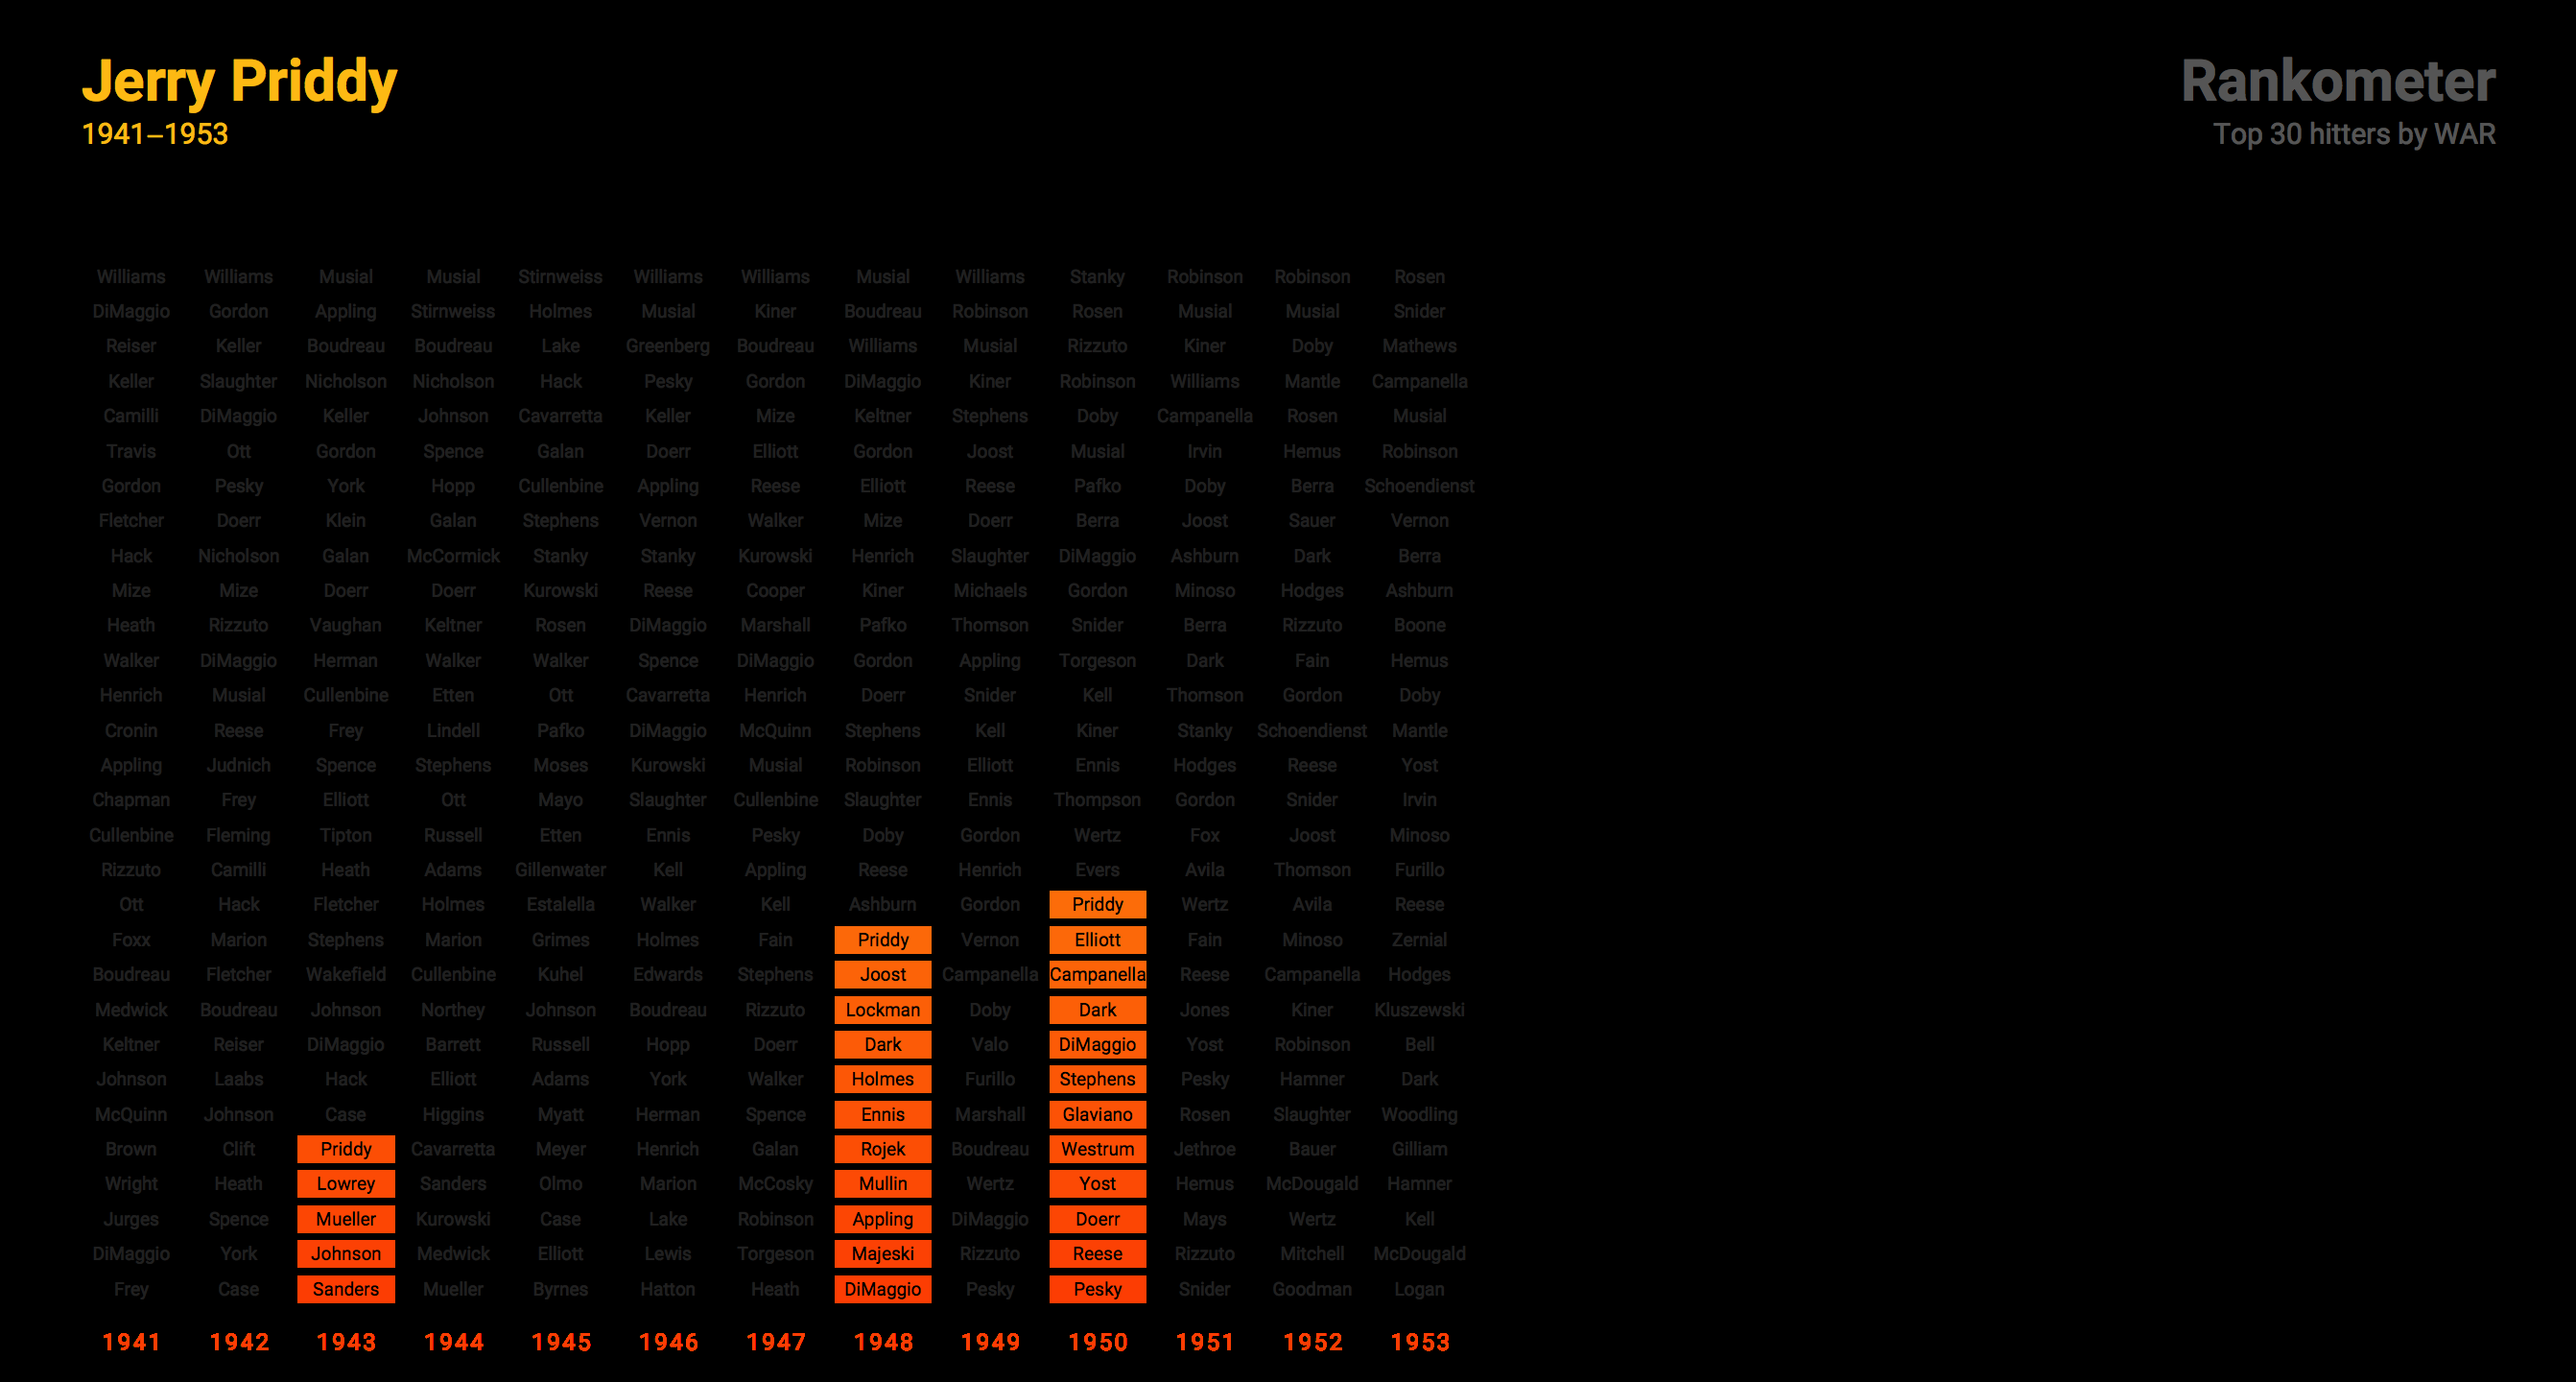 Jerry Priddy
1941–1953
Rankometer
Top 30 hitters by WAR
Williams Williams Musial Musial Stirnweiss Williams Williams Musial Williams Stanky Robinson Robinson Rosen
DiMaggio Gordon Appling Stirnweiss Holmes Musial Kiner Boudreau Robinson Rosen Musial Musial Snider
Reiser Keller Boudreau Boudreau Lake Greenberg Boudreau Williams Musial Rizzuto Kiner Doby Mathews
Keller Slaughter Nicholson Nicholson Hack Pesky Gordon DiMaggio Kiner Robinson Williams Mantle Campanella
Camilli DiMaggio Keller Johnson Cavarretta Keller Mize Keltner Stephens Doby Campanella Rosen Musial
Travis Ott Gordon Spence Galan Doerr Elliott Gordon Joost Musial Irvin Hemus Robinson
Gordon Pesky York Hopp Cullenbine Appling Reese Elliott Reese Pafko Doby Berra Schoendienst
Fletcher Doerr Klein Galan Stephens Vernon Walker Mize Doerr Berra Joost Sauer Vernon
Hack Nicholson Galan McCormick Stanky Stanky Kurowski Henrich Slaughter DiMaggio Ashburn Dark Berra
Mize Mize Doerr Doerr Kurowski Reese Cooper Kiner Michaels Gordon Minoso Hodges Ashburn
Heath Rizzuto Vaughan Keltner Rosen DiMaggio Marshall Pafko Thomson Snider Berra Rizzuto Boone
Walker DiMaggio Herman Walker Walker Spence DiMaggio Gordon Appling Torgeson Dark Fain Hemus
Henrich Musial Cullenbine Etten Ott Cavarretta Henrich Doerr Snider Kell Thomson Gordon Doby
Cronin Reese Frey Lindell Pafko DiMaggio McQuinn Stephens Kell Kiner Stanky Schoendienst Mantle
Appling Judnich Spence Stephens Moses Kurowski Musial Robinson Elliott Ennis Hodges Reese Yost
Chapman Frey Elliott Ott Mayo Slaughter Cullenbine Slaughter Ennis Thompson Gordon Snider Irvin
Cullenbine Fleming Tipton Russell Etten Ennis Pesky Doby Gordon Wertz Fox Joost Minoso
Rizzuto Camilli Heath Adams Gillenwater Kell Appling Reese Henrich Evers Avila Thomson Furillo
Ott Hack Fletcher Holmes Estalella Walker Kell Ashburn Gordon Priddy Wertz Avila Reese
Foxx Marion Stephens Marion Grimes Holmes Fain Priddy Vernon Elliott Fain Minoso Zernial
Boudreau Fletcher Wakefield Cullenbine Kuhel Edwards Stephens Joost Campanella Campanella Reese Campanella Hodges
Medwick Boudreau Johnson Northey Johnson Boudreau Rizzuto Lockman Doby Dark Jones Kiner Kluszewski
Keltner Reiser DiMaggio Barrett Russell Hopp Doerr Dark Valo DiMaggio Yost Robinson Bell
Johnson Laabs Hack Elliott Adams York Walker Holmes Furillo Stephens Pesky Hamner Dark
McQuinn Johnson Case Higgins Myatt Herman Spence Ennis Marshall Glaviano Rosen Slaughter Woodling
Brown Clift Priddy Cavarretta Meyer Henrich Galan Rojek Boudreau Westrum Jethroe Bauer Gilliam
Wright Heath Lowrey Sanders Olmo Marion McCosky Mullin Wertz Yost Hemus McDougald Hamner
Jurges Spence Mueller Kurowski Case Lake Robinson Appling DiMaggio Doerr Mays Wertz Kell
DiMaggio York Johnson Medwick Elliott Lewis Torgeson Majeski Rizzuto Reese Rizzuto Mitchell McDougald
Frey Case Sanders Mueller Byrnes Hatton Heath DiMaggio Pesky Pesky Snider Goodman Logan
1941 1942 1943 1944 1945 1946 1947 1948 1949 1950 1951 1952 1953